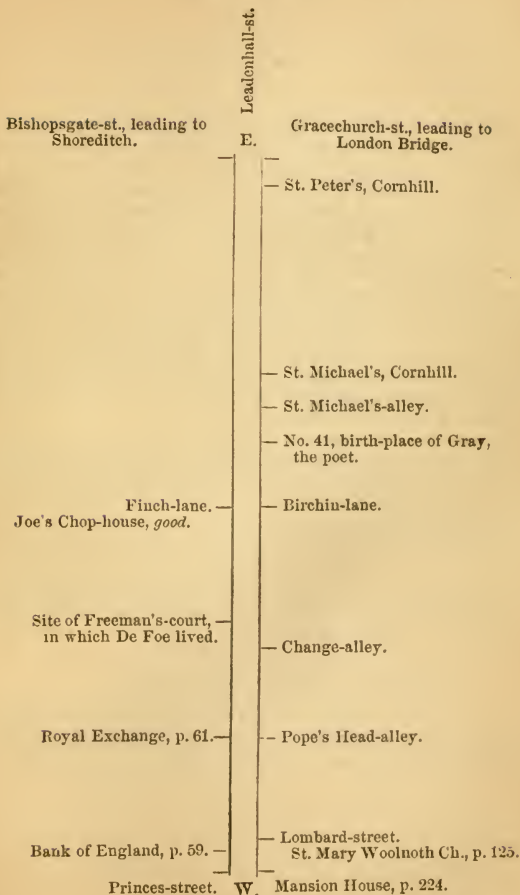 Leadenhall-st.
Bishopsgate-st., leading to
Shoreditch.
E.
Gracechurch-st., leading to
London Bridge.
St. Peter's, Cornhill.
St. Michael's, Cornhill.
St. Michael's-alley.
No. 41, birth-place of Gray,
the poet.
Finch-lane.
Joe's Chop-house, good.
Birchin-lane.
Site of Freeman's-court,
in which De Foe lived.
Change-alley.
Royal Exchange, p. 61.
Pope's Head-alley.
Lombard-street.
Bank of England, p. 59.
St. Mary Woolnoth Ch., p. 125.
Princes-street. W. Mansion House, p. 224.